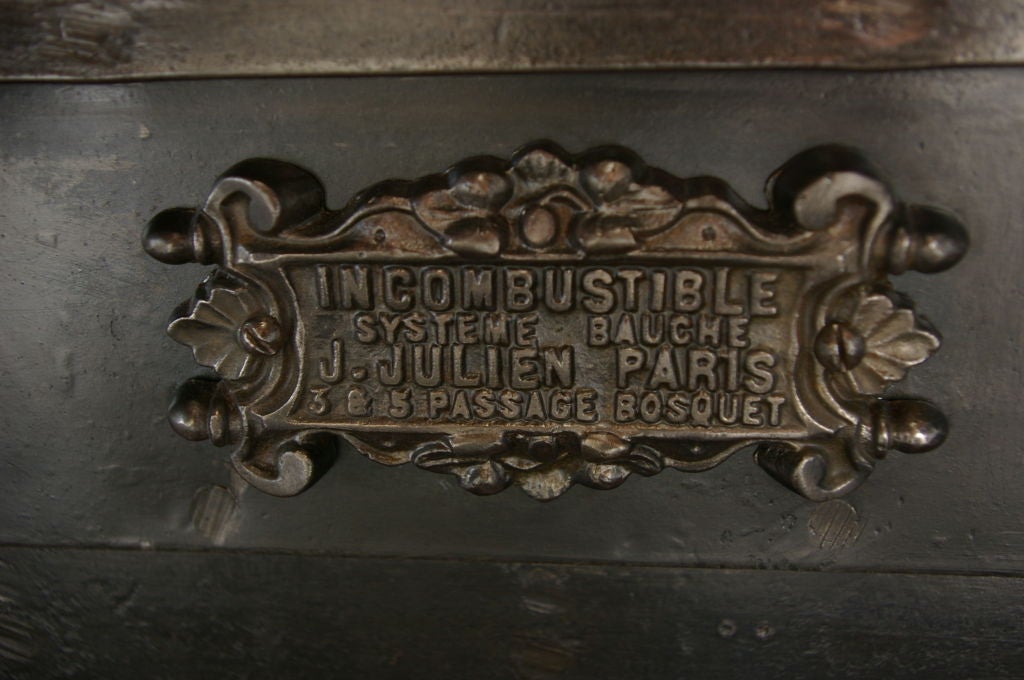 INCOMBUSTIBLE
SYSTEME BAUCHE
J. JULIEN PARIS
3 & 5 PASSAGE BOSQUET